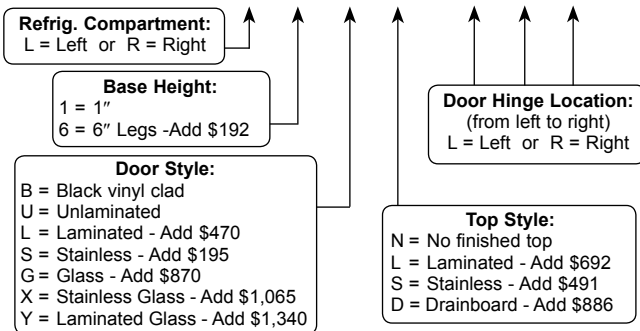 Refrig. Compartment:
L = Left or R = Right
Base Height:
1 = 1″
6 = 6″ Legs -Add $192
Door Style:
B = Black vinyl clad
U = Unlaminated
L = Laminated - Add $470
S = Stainless - Add $195
G = Glass - Add $870
X = Stainless Glass - Add $1,065
Y = Laminated Glass - Add $1,340
Door Hinge Location:
(from left to right)
L = Left or R = Right
Top Style:
N = No finished top
L = Laminated - Add $692
S = Stainless - Add $491
D = Drainboard - Add $886